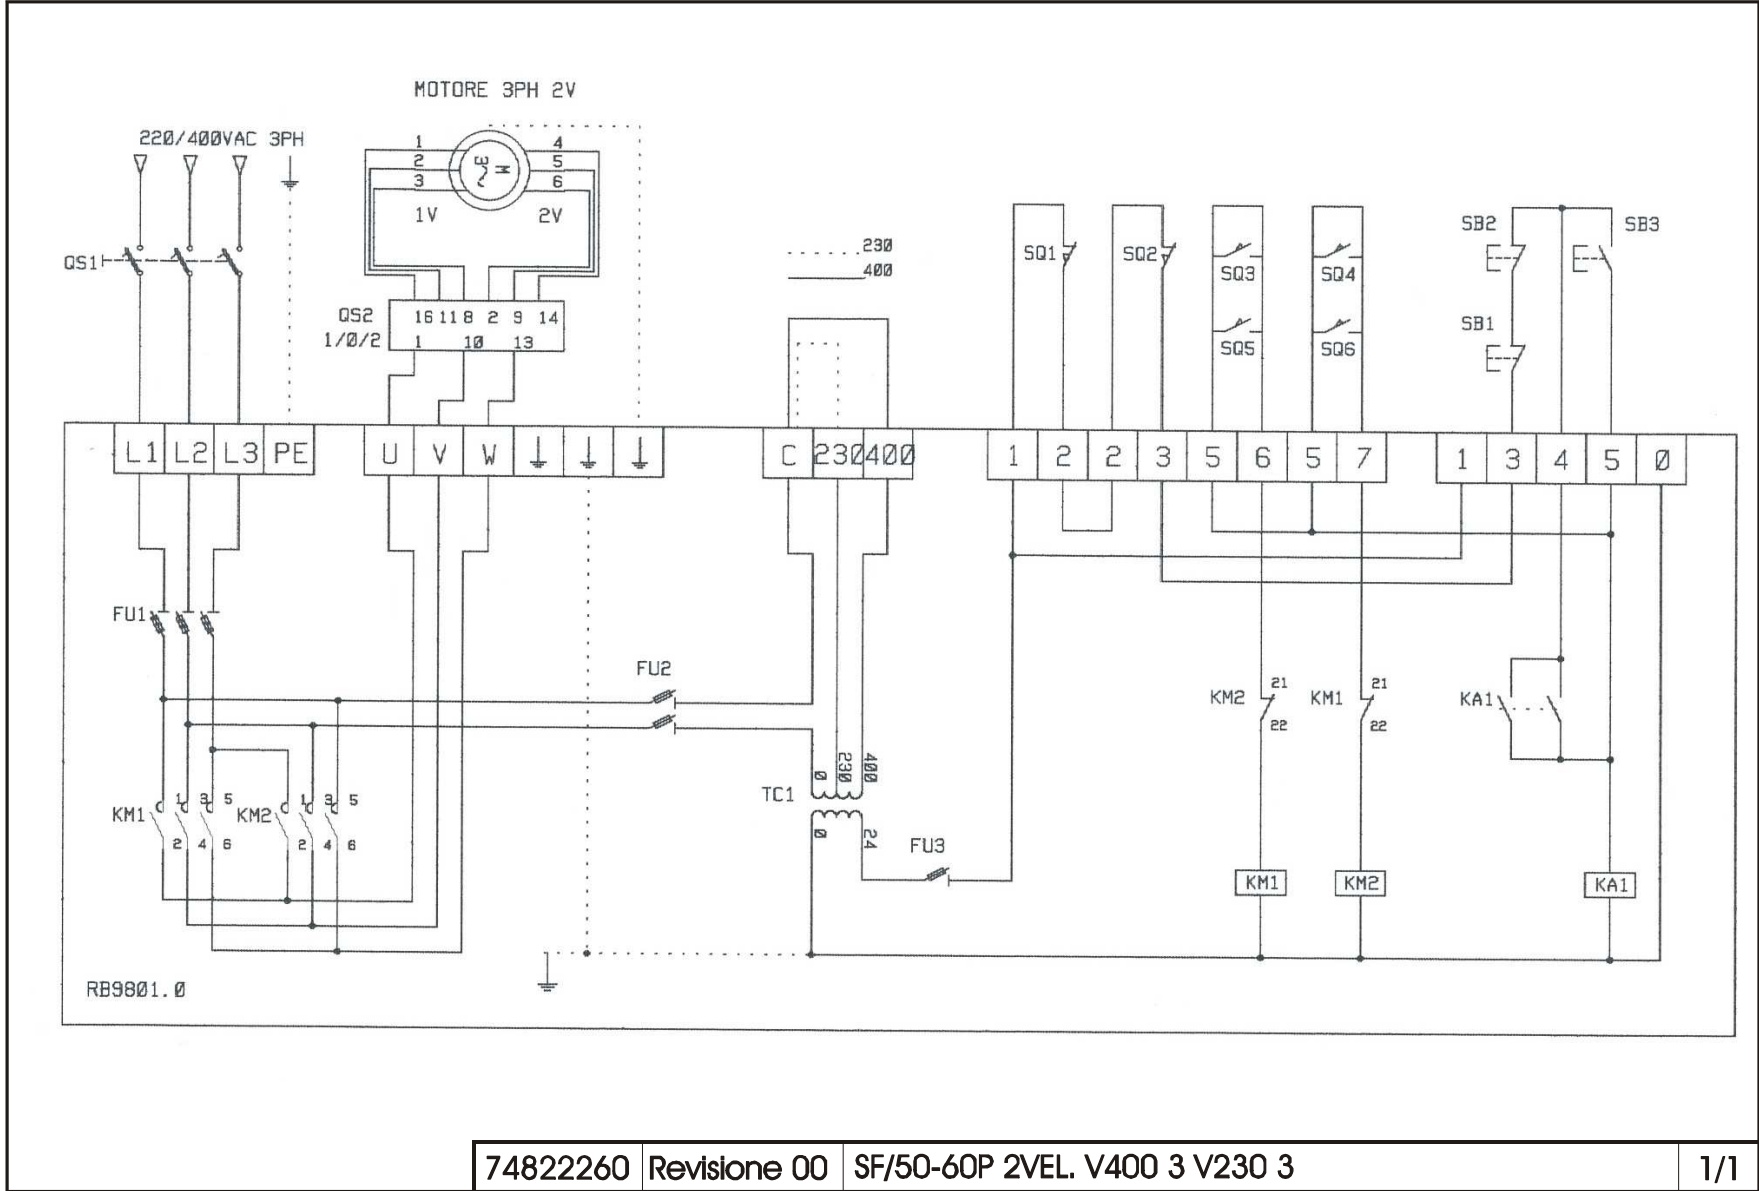 MOTORE 3PH 2V
220/400VAC 3PH
1 4
2 5
3 6
3 M
1V 2V
QS1
QS2
1/0/2
16 11 8 2 9 14
1 10 13
230
400
SQ1
SQ2
SQ3
SQ4
SQ5
SQ6
SB2
SB3
SB1
L1 L2 L3 PE
U V W
C 230 400
1 2 2 3 5 6 5 7
1 3 4 5 0
FU1
FU2
KM2 21 22
KM1 21 22
KA1
TC1
0 230 400
0 24
FU3
KM1 1 3 5
2 4 6
KM2 1 3 5
2 4 6
KM1
KM2
KA1
RB9801.0
74822260 Revisione 00 SF/50-60P 2VEL. V400 3 V230 3 1/1